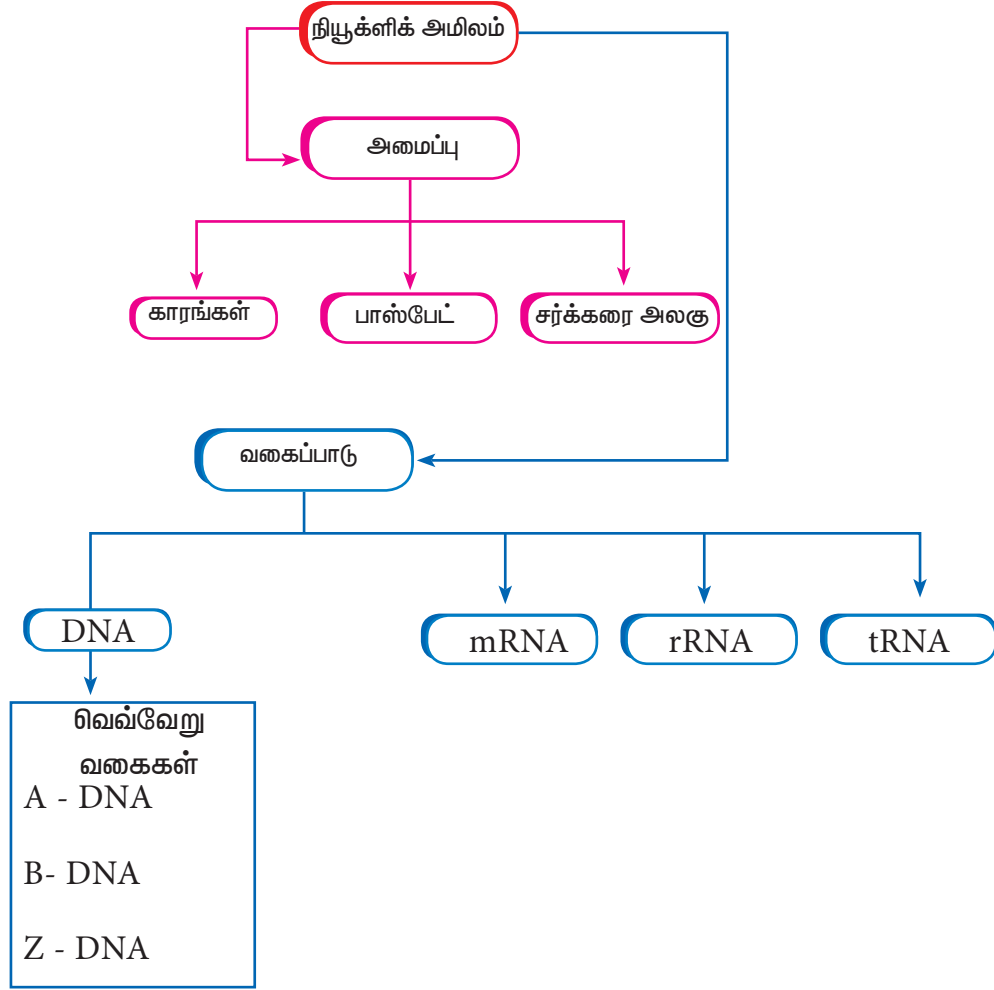 நியூக்ளிக் அமிலம்
அமைப்பு
காரங்கள்
பாஸ்பேட்
சர்க்கரை அலகு
வகைப்பாடு
DNA
mRNA
rRNA
tRNA
வெவ்வேறு
வகைகள்
A - DNA
B- DNA
Z - DNA